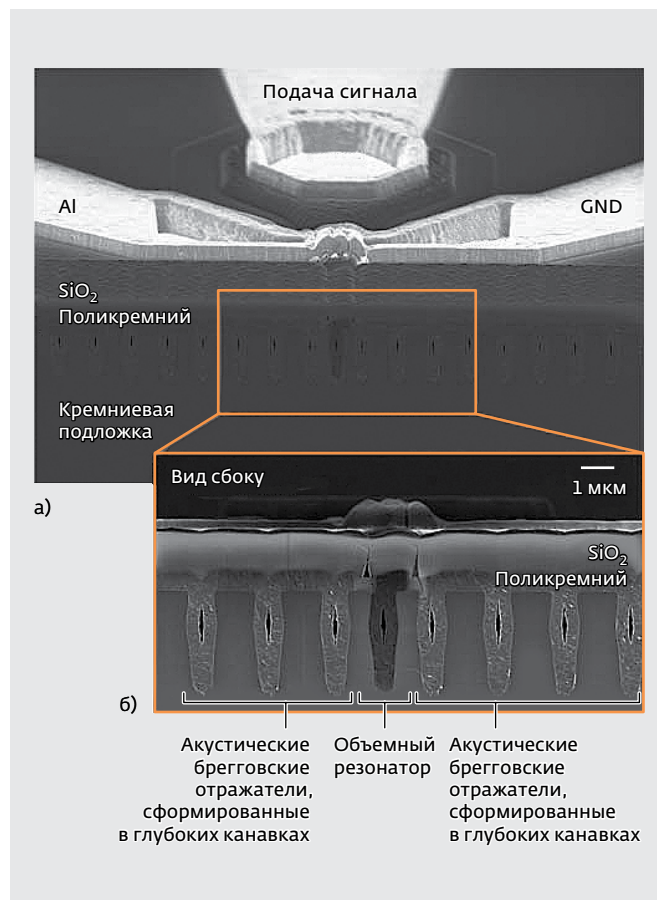 Подача сигнала
Al
GND
SiO2
Поликремний
Кремниевая
подложка
а)
Вид сбоку
1 мкм
SiO2
Поликремний
б)
Акустические
брегговские
отражатели,
сформированные
в глубоких канавках
Объемный
резонатор
Акустические
брегговские
отражатели,
сформированные
в глубоких канавках